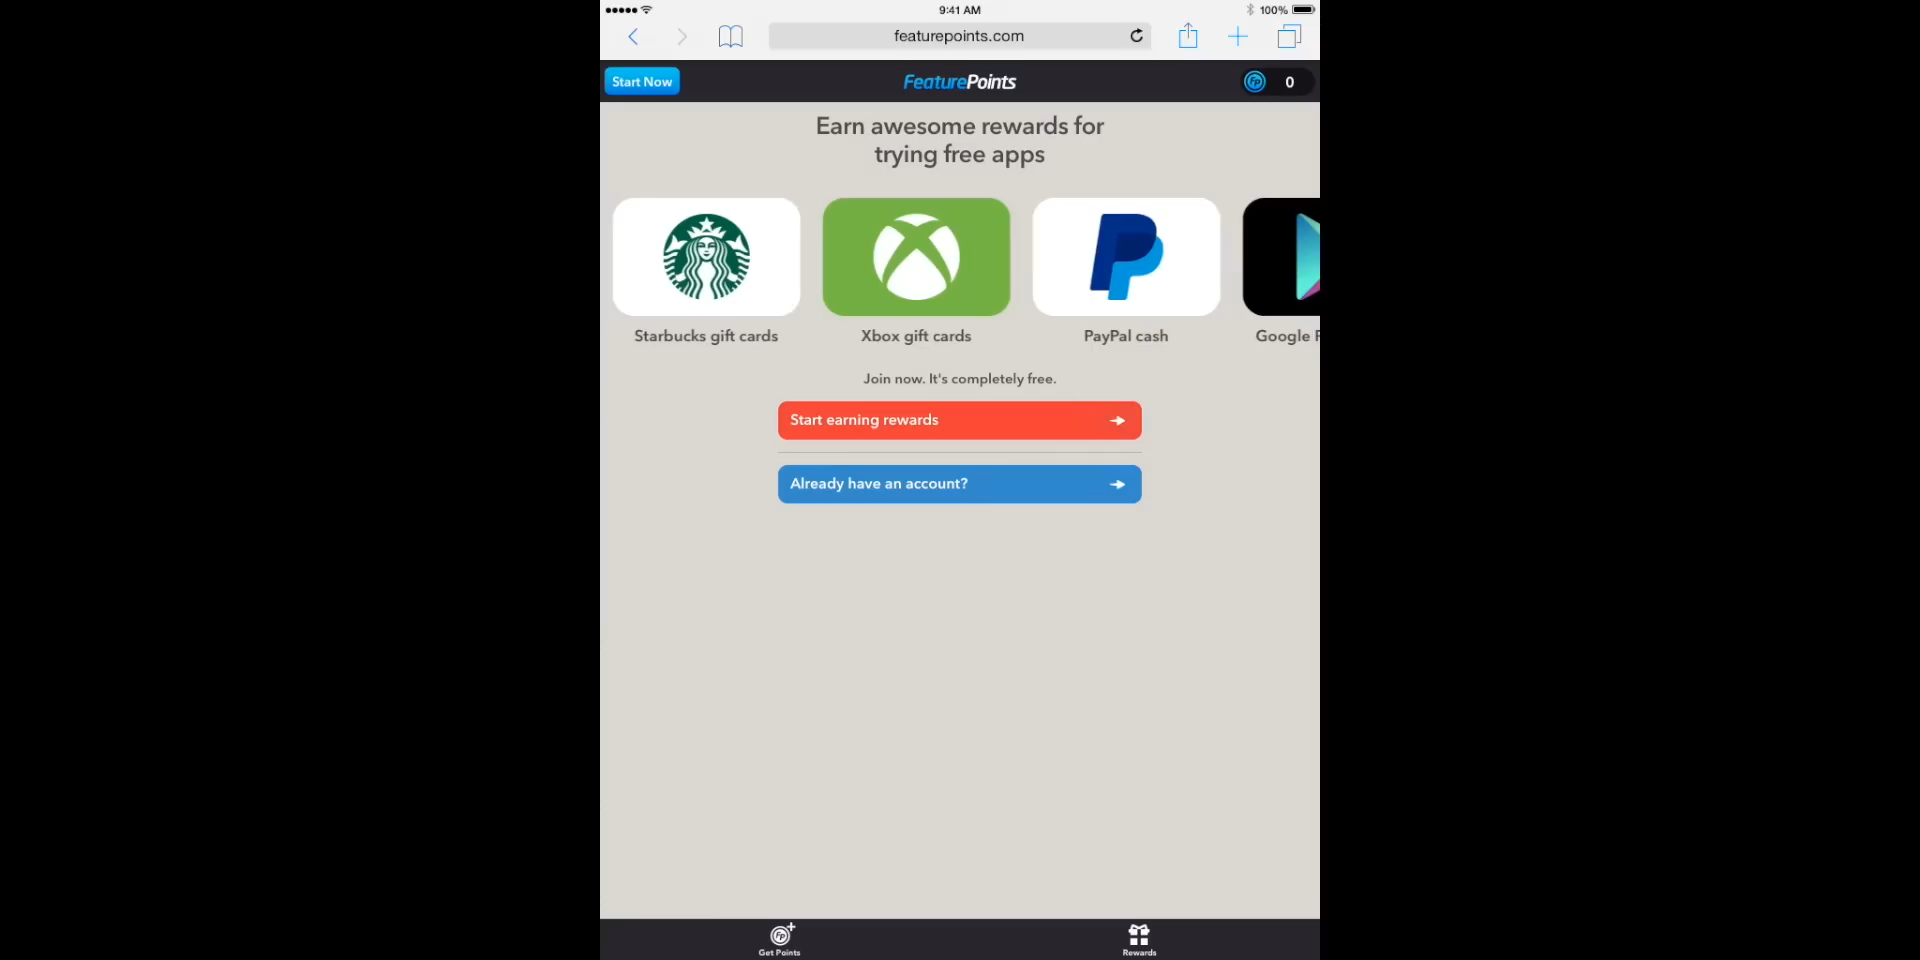 9:41 AM
100%
featurepoints.com
Start Now
FeaturePoints
0
Earn awesome rewards for
trying free apps
Starbucks gift cards
Xbox gift cards
PayPal cash
Google
Join now. It's completely free.
Start earning rewards
Already have an account?
Get Points
Rewards